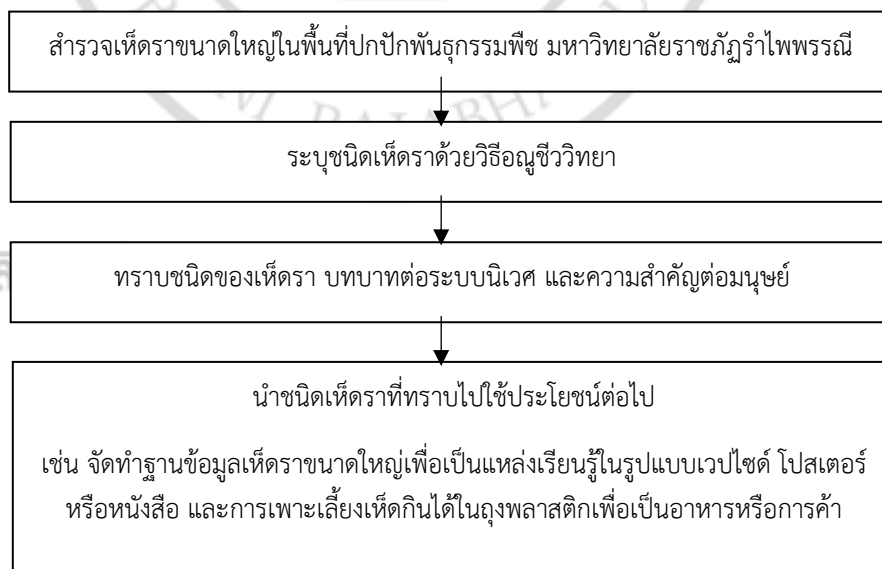 สำรวจเห็ดราขนาดใหญ่ในพื้นที่ปกปักพันธุกรรมพืช มหาวิทยาลัยราชภัฏรำไพพรรณี
ระบุชนิดเห็ดราด้วยวิธีอณูชีววิทยา
ทราบชนิดของเห็ดรา บทบาทต่อระบบนิเวศ และความสำคัญต่อมนุษย์
นำชนิดเห็ดราที่ทราบไปใช้ประโยชน์ต่อไป
เช่น จัดทำฐานข้อมูลเห็ดราขนาดใหญ่เพื่อเป็นแหล่งเรียนรู้ในรูปแบบเวปไซด์ โปสเตอร์
หรือหนังสือ และการเพาะเลี้ยงเห็ดกินได้ในถุงพลาสติกเพื่อเป็นอาหารหรือการค้า